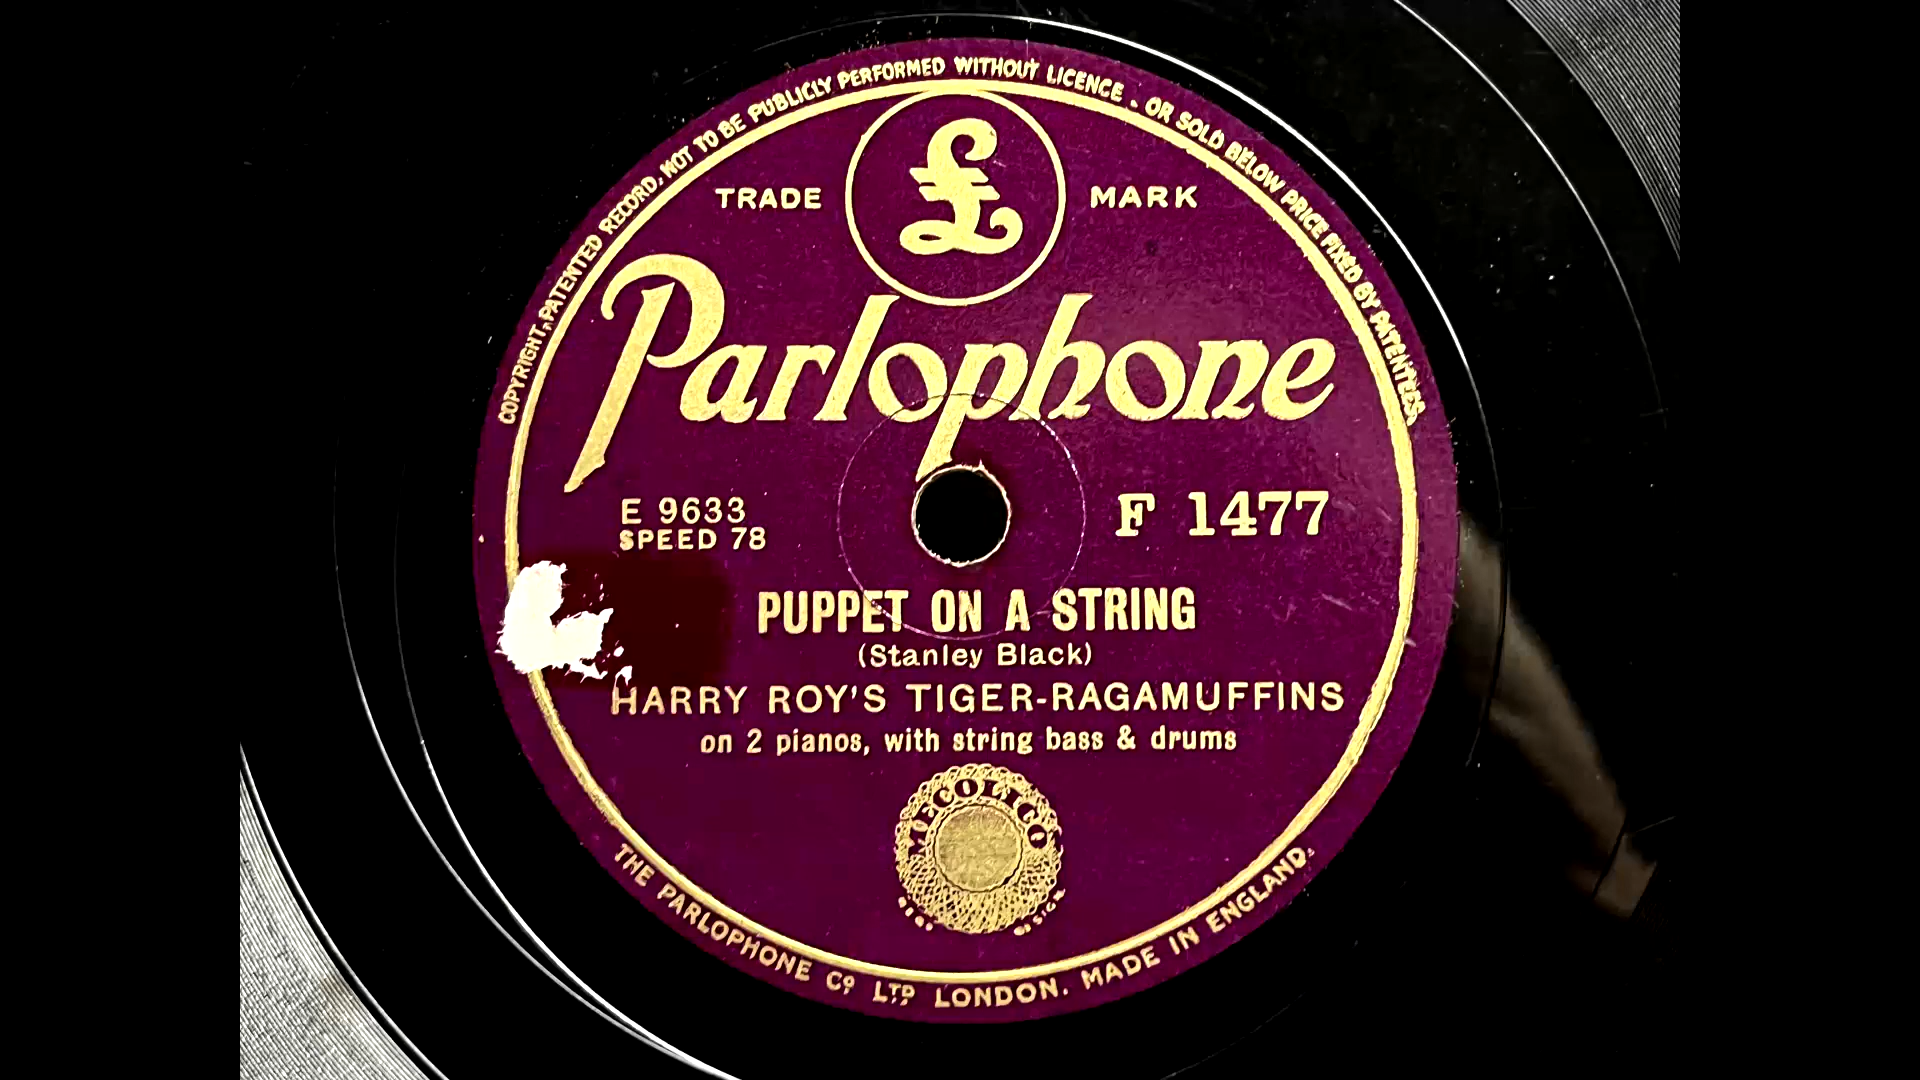 COPYRIGHT, PATENTED RECORD, NOT TO BE PUBLICLY PERFORMED WITHOUT LICENCE . OR SOLD BELOW PRICE FIXED BY PATENTEES.
£
TRADE MARK
Parlophone
E 9633
SPEED 78
F 1477
PUPPET ON A STRING
(Stanley Black)
HARRY ROY'S TIGER-RAGAMUFFINS
on 2 pianos, with string bass & drums
MECOLICO
THE PARLOPHONE Co LTD LONDON. MADE IN ENGLAND.